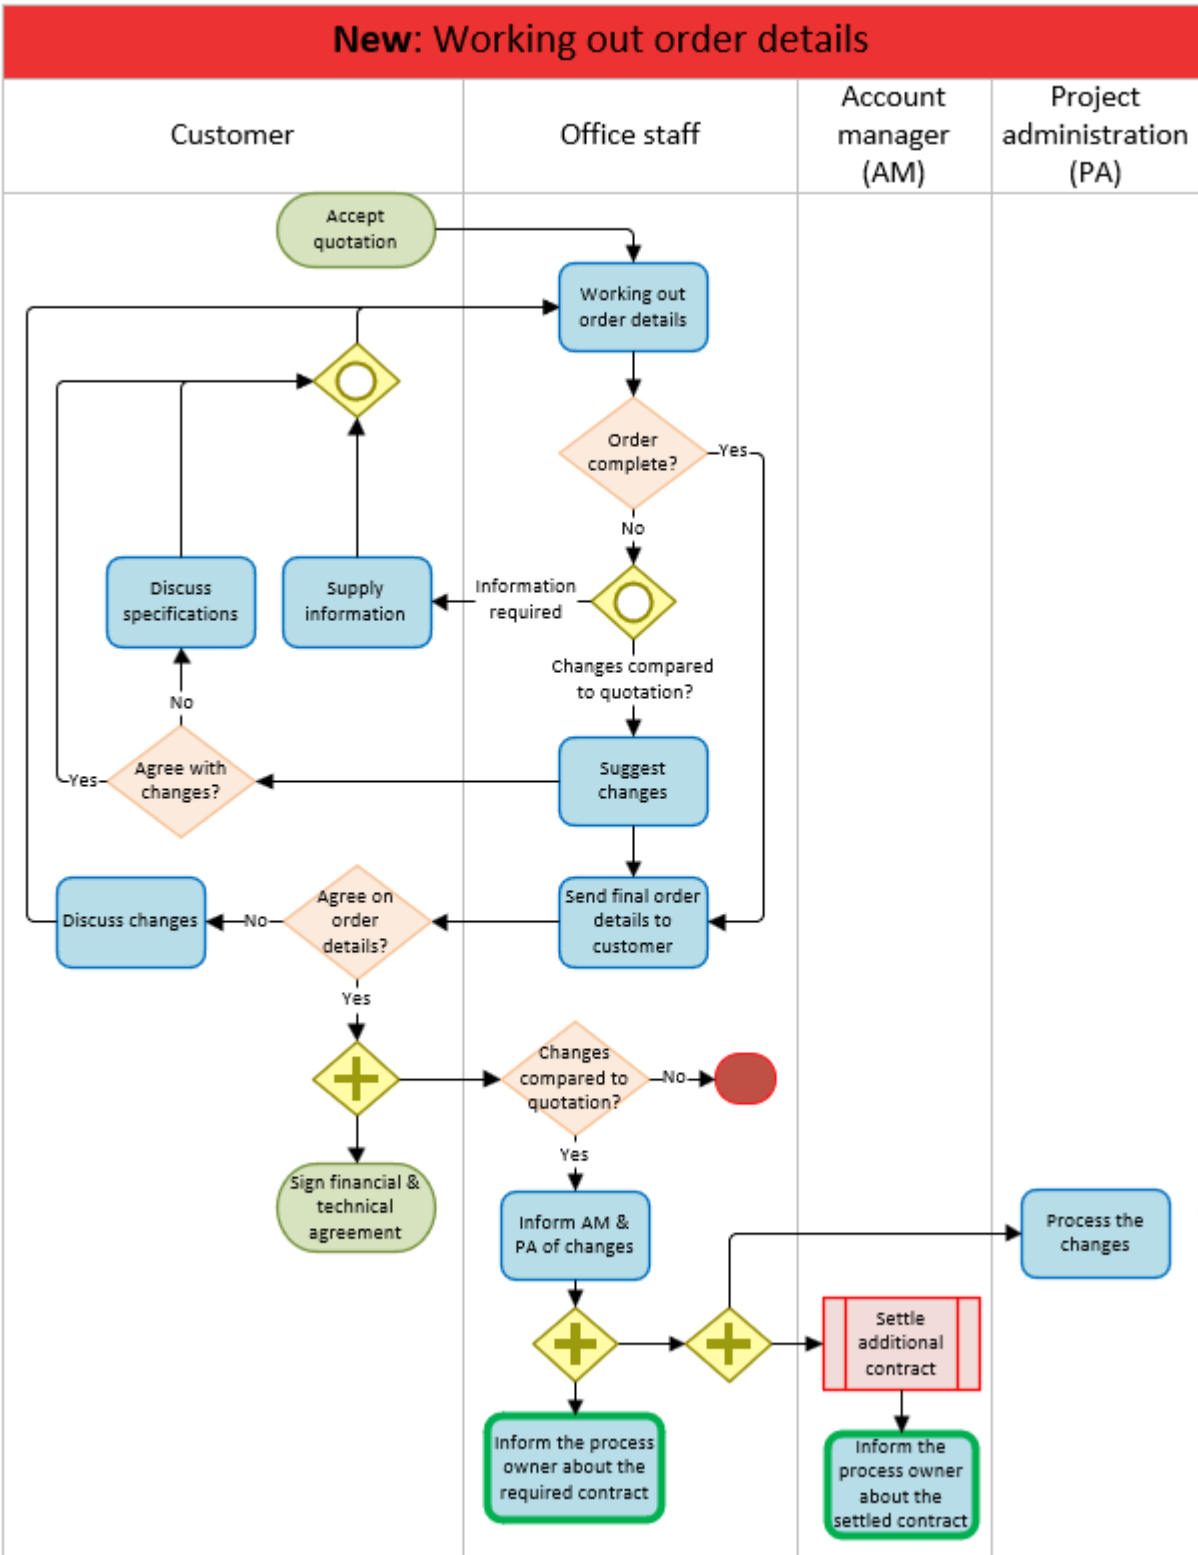 New: Working out order details
Customer
Office staff
Account
manager
(AM)
Project
administration
(PA)
Accept
quotation
Working out
order details
Order
complete?
Yes
No
Discuss
specifications
Supply
information
Information
required
Changes compared
to quotation?
No
Agree with
changes?
Yes
Suggest
changes
Discuss changes
No
Agree on
order
details?
Send final order
details to
customer
Yes
Changes
compared to
quotation?
No
Yes
Sign financial &
technical
agreement
Inform AM &
PA of changes
Process the
changes
Settle
additional
contract
Inform the process
owner about the
required contract
Inform the
process owner
about the
settled contract